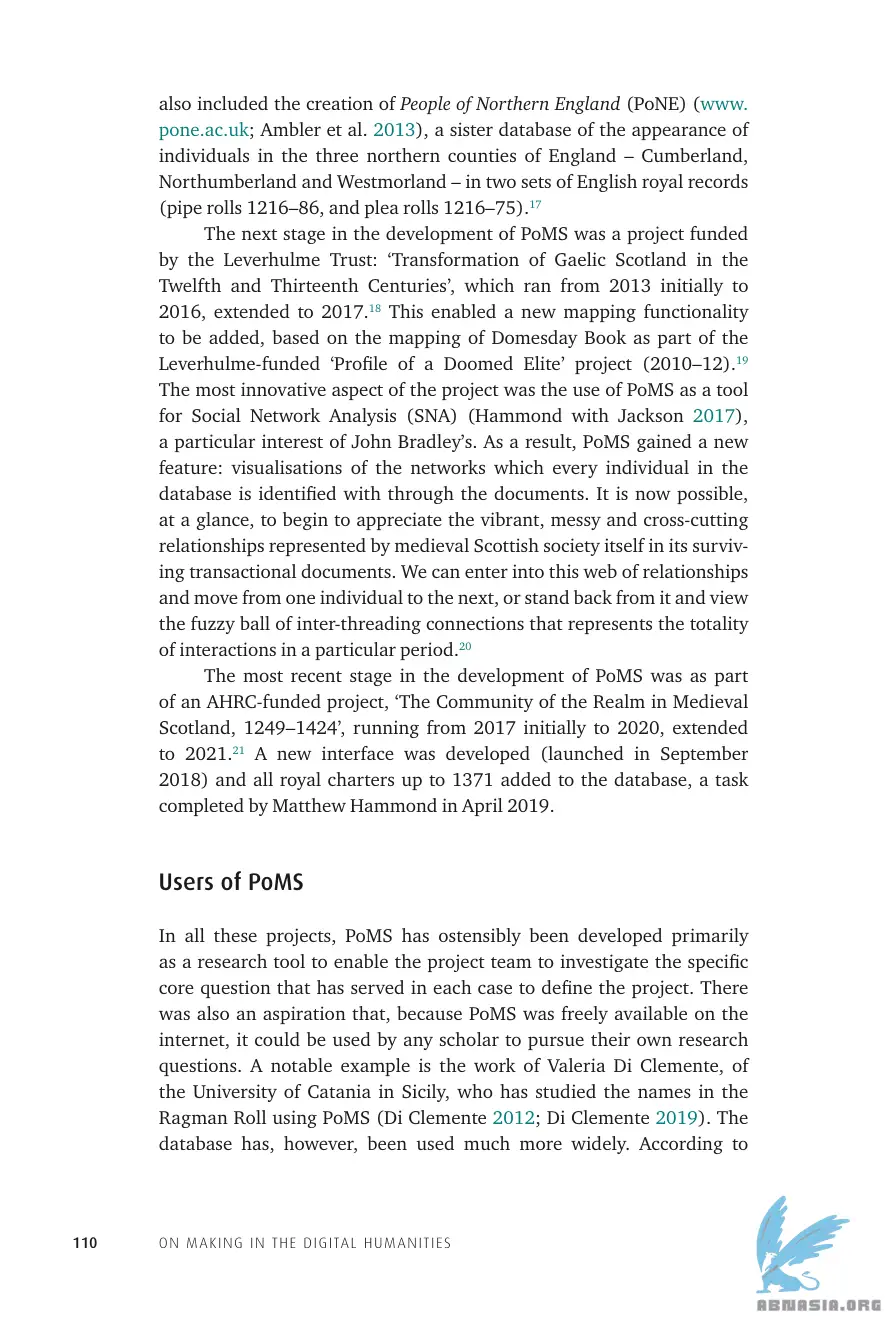 also included the creation of People of Northern England (PoNE) (www.
pone.ac.uk; Ambler et al. 2013), a sister database of the appearance of
individuals in the three northern counties of England – Cumberland,
Northumberland and Westmorland – in two sets of English royal records
(pipe rolls 1216–86, and plea rolls 1216–75).17
The next stage in the development of PoMS was a project funded
by the Leverhulme Trust: ‘Transformation of Gaelic Scotland in the
Twelfth and Thirteenth Centuries’, which ran from 2013 initially to
2016, extended to 2017.18 This enabled a new mapping functionality
to be added, based on the mapping of Domesday Book as part of the
Leverhulme-funded ‘Profile of a Doomed Elite’ project (2010–12).19
The most innovative aspect of the project was the use of PoMS as a tool
for Social Network Analysis (SNA) (Hammond with Jackson 2017),
a particular interest of John Bradley’s. As a result, PoMS gained a new
feature: visualisations of the networks which every individual in the
database is identified with through the documents. It is now possible,
at a glance, to begin to appreciate the vibrant, messy and cross-cutting
relationships represented by medieval Scottish society itself in its surviv-
ing transactional documents. We can enter into this web of relationships
and move from one individual to the next, or stand back from it and view
the fuzzy ball of inter-threading connections that represents the totality
of interactions in a particular period.20
The most recent stage in the development of PoMS was as part
of an AHRC-funded project, ‘The Community of the Realm in Medieval
Scotland, 1249–1424’, running from 2017 initially to 2020, extended
to 2021.21 A new interface was developed (launched in September
2018) and all royal charters up to 1371 added to the database, a task
completed by Matthew Hammond in April 2019.
Users of PoMS
In all these projects, PoMS has ostensibly been developed primarily
as a research tool to enable the project team to investigate the specific
core question that has served in each case to define the project. There
was also an aspiration that, because PoMS was freely available on the
internet, it could be used by any scholar to pursue their own research
questions. A notable example is the work of Valeria Di Clemente, of
the University of Catania in Sicily, who has studied the names in the
Ragman Roll using PoMS (Di Clemente 2012; Di Clemente 2019). The
database has, however, been used much more widely. According to
110 ON MAKING IN THE DIGITAL HUMANITIES
ABNASIA.ORG